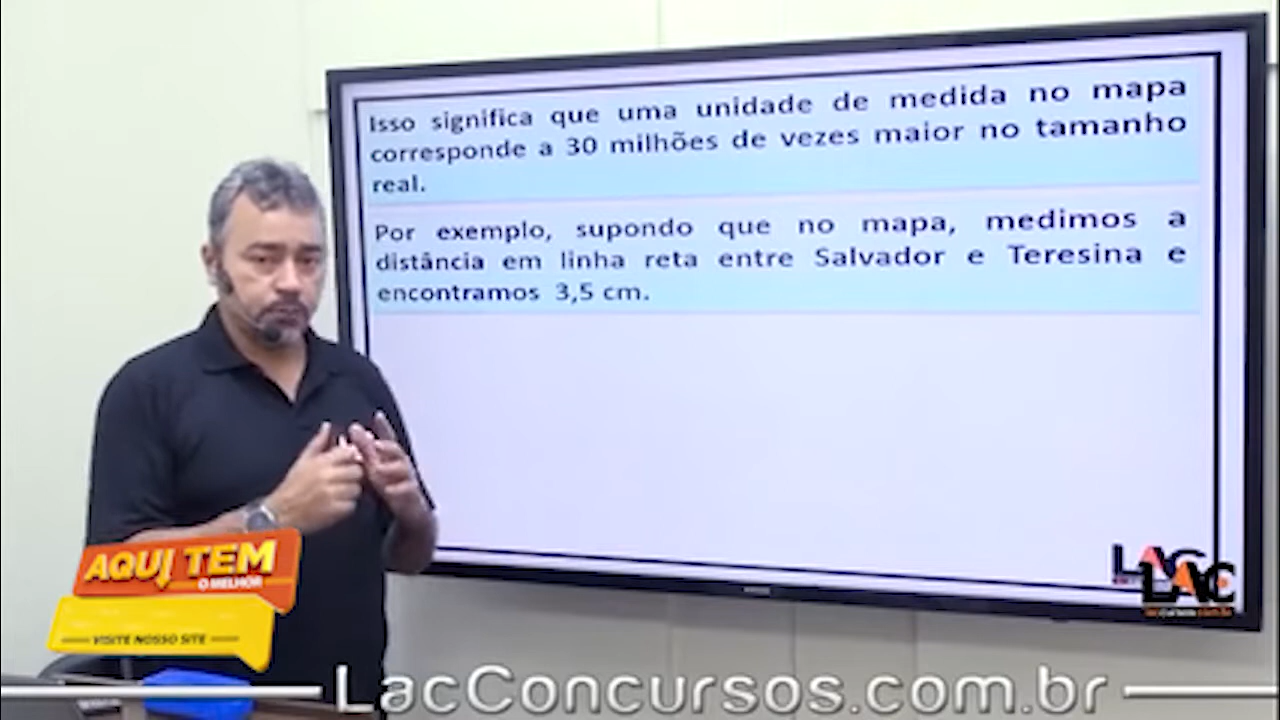 Isso significa que uma unidade de medida no mapa
corresponde a 30 milhões de vezes maior no tamanho
real.
Por exemplo, supondo que no mapa, medimos a
distância em linha reta entre Salvador e Teresina e
encontramos 3,5 cm.
LAC
LAC
AQUI TEM
O MELHOR
VISITE NOSSO SITE
LacConcursos.com.br